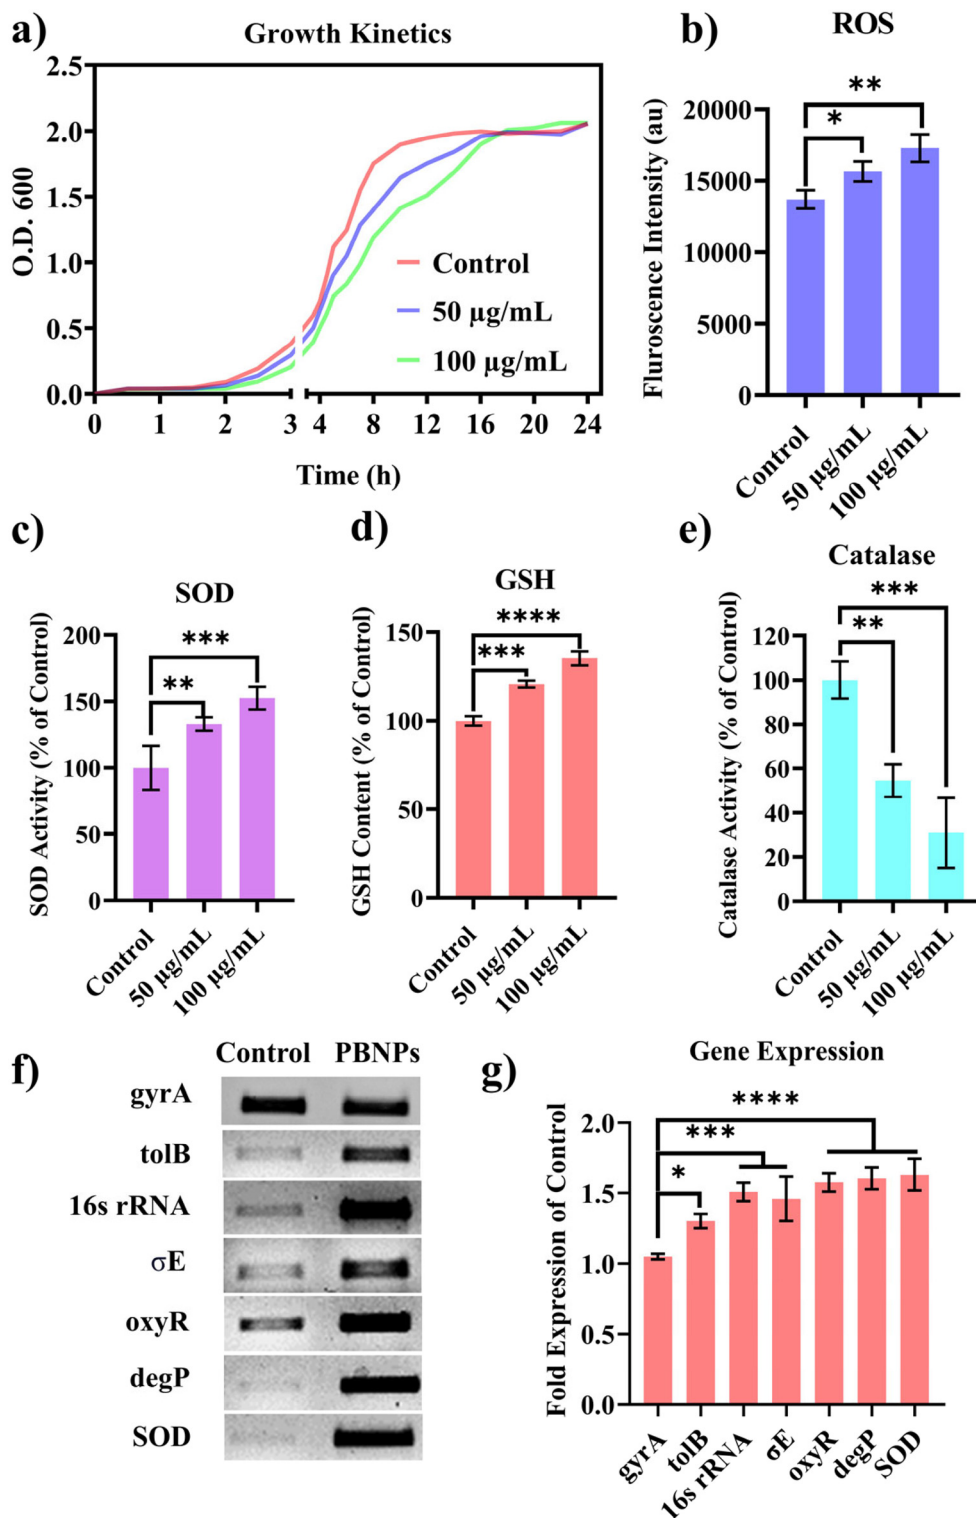 a)
Growth Kinetics
2.5
2.0
1.5
1.0
0.5
0.0
O.D. 600
Control
50 µg/mL
100 µg/mL
0 1 2 3 4 8 12 16 20 24
Time (h)
b)
ROS
** 
*
20000
15000
10000
5000
0
Fluroscence Intensity (au)
Control
50 µg/mL
100 µg/mL
c)
SOD
***
**
200
150
100
50
0
SOD Activity (% of Control)
Control
50 µg/mL
100 µg/mL
d)
GSH
****
***
150
100
50
0
GSH Content (% of Control)
Control
50 µg/mL
100 µg/mL
e)
Catalase
***
**
120
100
80
60
40
20
0
Catalase Activity (% of Control)
Control
50 µg/mL
100 µg/mL
f)
Control PBNPs
gyrA
tolB
16s rRNA
σE
oxyR
degP
SOD
g)
Gene Expression
****
***
*
2.0
1.5
1.0
0.5
0.0
Fold Expression of Control
gyrA
tolB
16s rRNA
σE
oxyR
degP
SOD